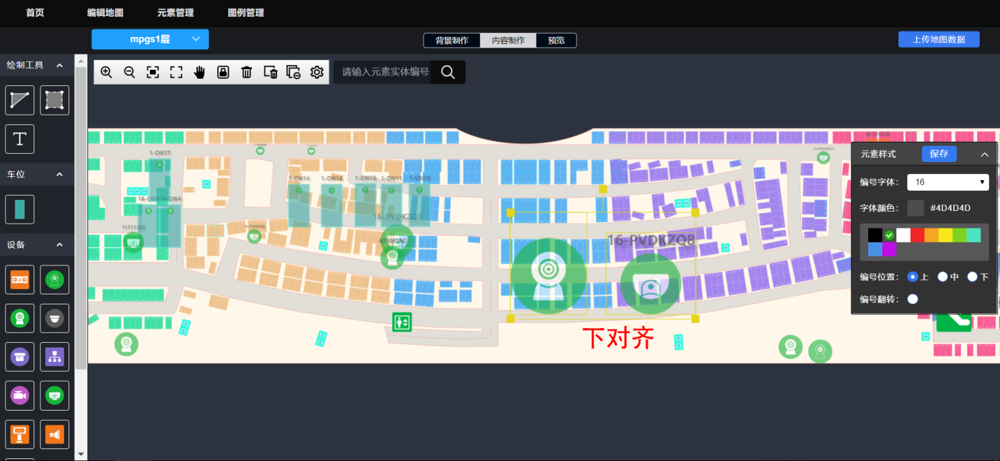 首页 编辑地图 元素管理 图例管理
mpgs1层
背景制作 内容制作 预览
上传地图数据
绘制工具
请输入元素实体编号
T
车位
设备
1-CW17
1-CW14 1-CW13 1-CW10 1-CW11 1-CW12
16-PVDKZQ7
11111333
A10081AC
16-PVDKZQ8
下对齐
元素样式 保存
编号字体: 16
字体颜色: #4D4D4D
编号位置: 上 中 下
编号翻转: